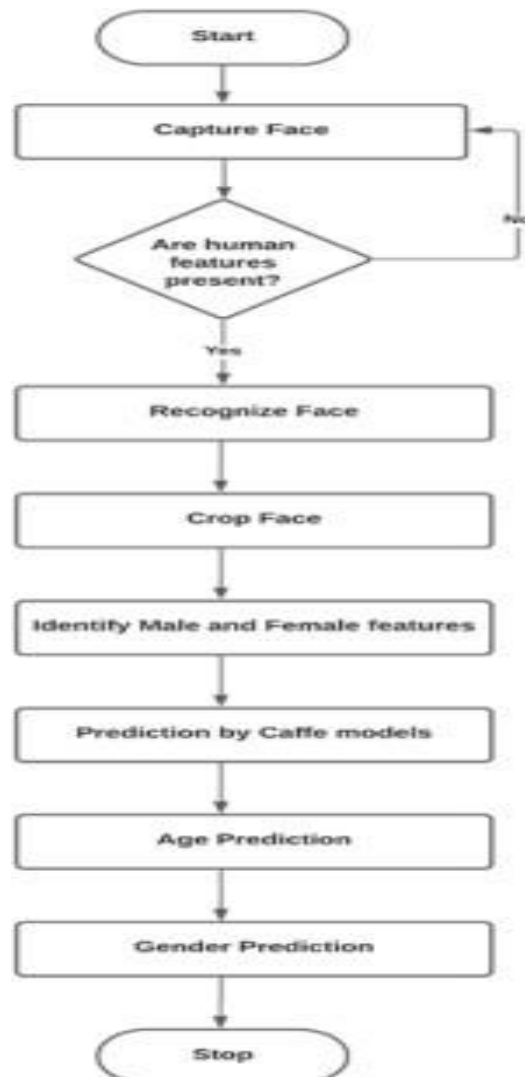 Start
Capture Face
Are human
features
present?
No
Yes
Recognize Face
Crop Face
Identify Male and Female features
Prediction by Caffe models
Age Prediction
Gender Prediction
Stop